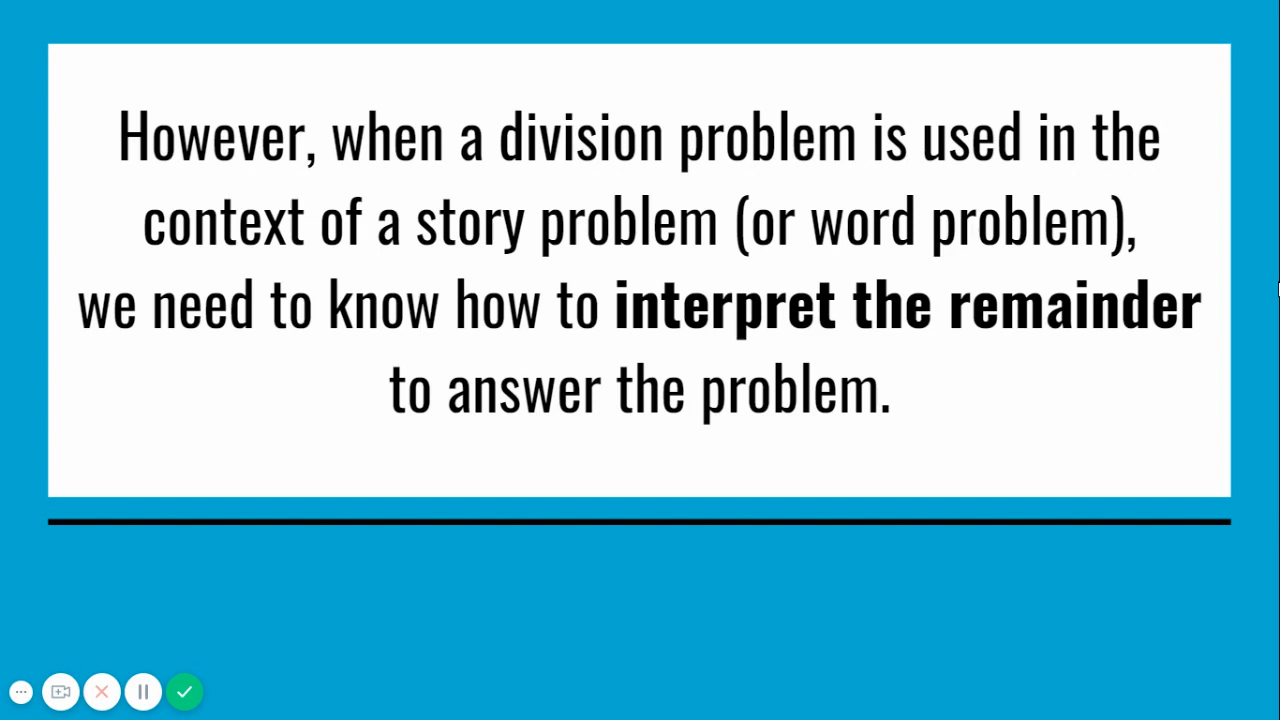 However, when a division problem is used in the
context of a story problem (or word problem),
we need to know how to interpret the remainder
to answer the problem.